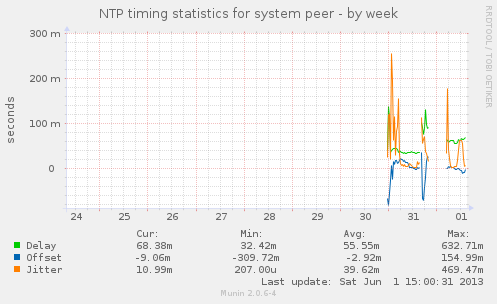 NTP timing statistics for system peer - by week
RRDTOOL / TOBI OETIKER
seconds
300 m
200 m
100 m
0
24 25 26 27 28 29 30 31 01
Cur: Min: Avg: Max:
Delay 68.38m 32.42m 55.55m 632.71m
Offset -9.06m -309.72m -2.92m 154.99m
Jitter 10.99m 207.00u 39.62m 469.47m
Last update: Sat Jun 1 15:00:31 2013
Munin 2.0.6-4